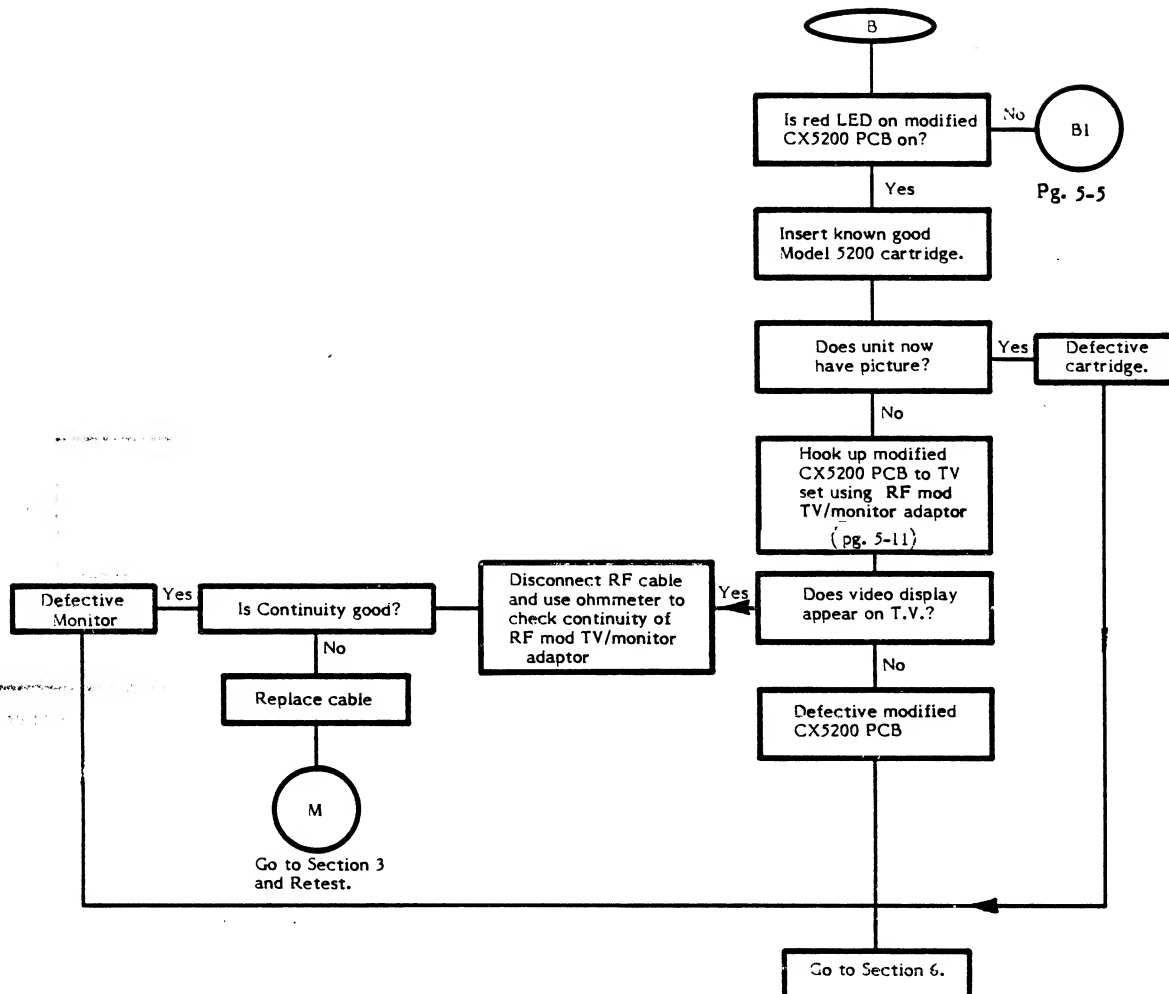 B
Is red LED on modified
CX5200 PCB on?
No
B1
Pg. 5-5
Yes
Insert known good
Model 5200 cartridge.
Does unit now
have picture?
Yes
Defective
cartridge.
No
Hook up modified
CX5200 PCB to TV
set using RF mod
TV/monitor adaptor
(pg. 5-11)
Does video display
appear on T.V.?
Yes
Disconnect RF cable
and use ohmmeter to
check continuity of
RF mod TV/monitor
adaptor
Is Continuity good?
Yes
Defective
Monitor
No
Replace cable
M
Go to Section 3
and Retest.
No
Defective modified
CX5200 PCB
Go to Section 6.